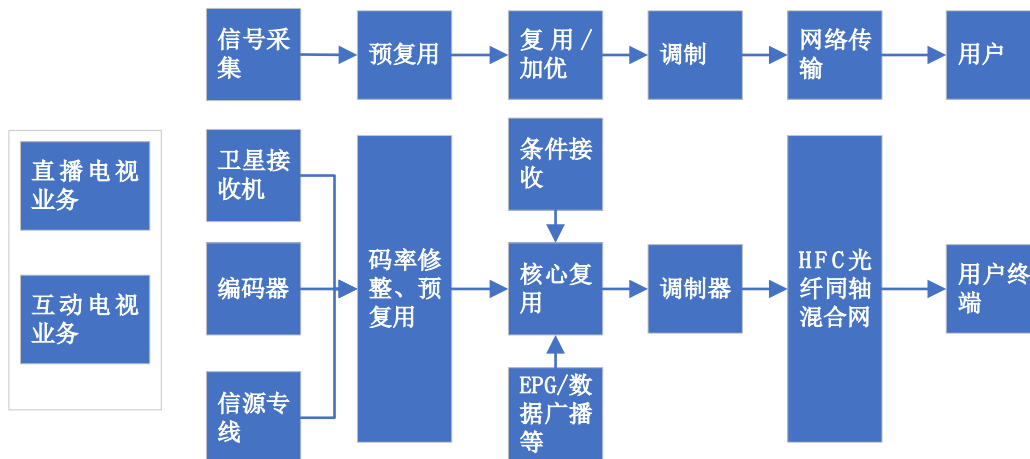 信号采
集
预复用
复用/
加优
调制
网络传
输
用户
直播电视
业务
互动电视
业务
卫星接
收机
编码器
信源专
线
码率修
整、预
复用
条件接
收
核心复
用
EPG/数
据广播
等
调制器
HFC光
纤同轴
混合网
用户终
端